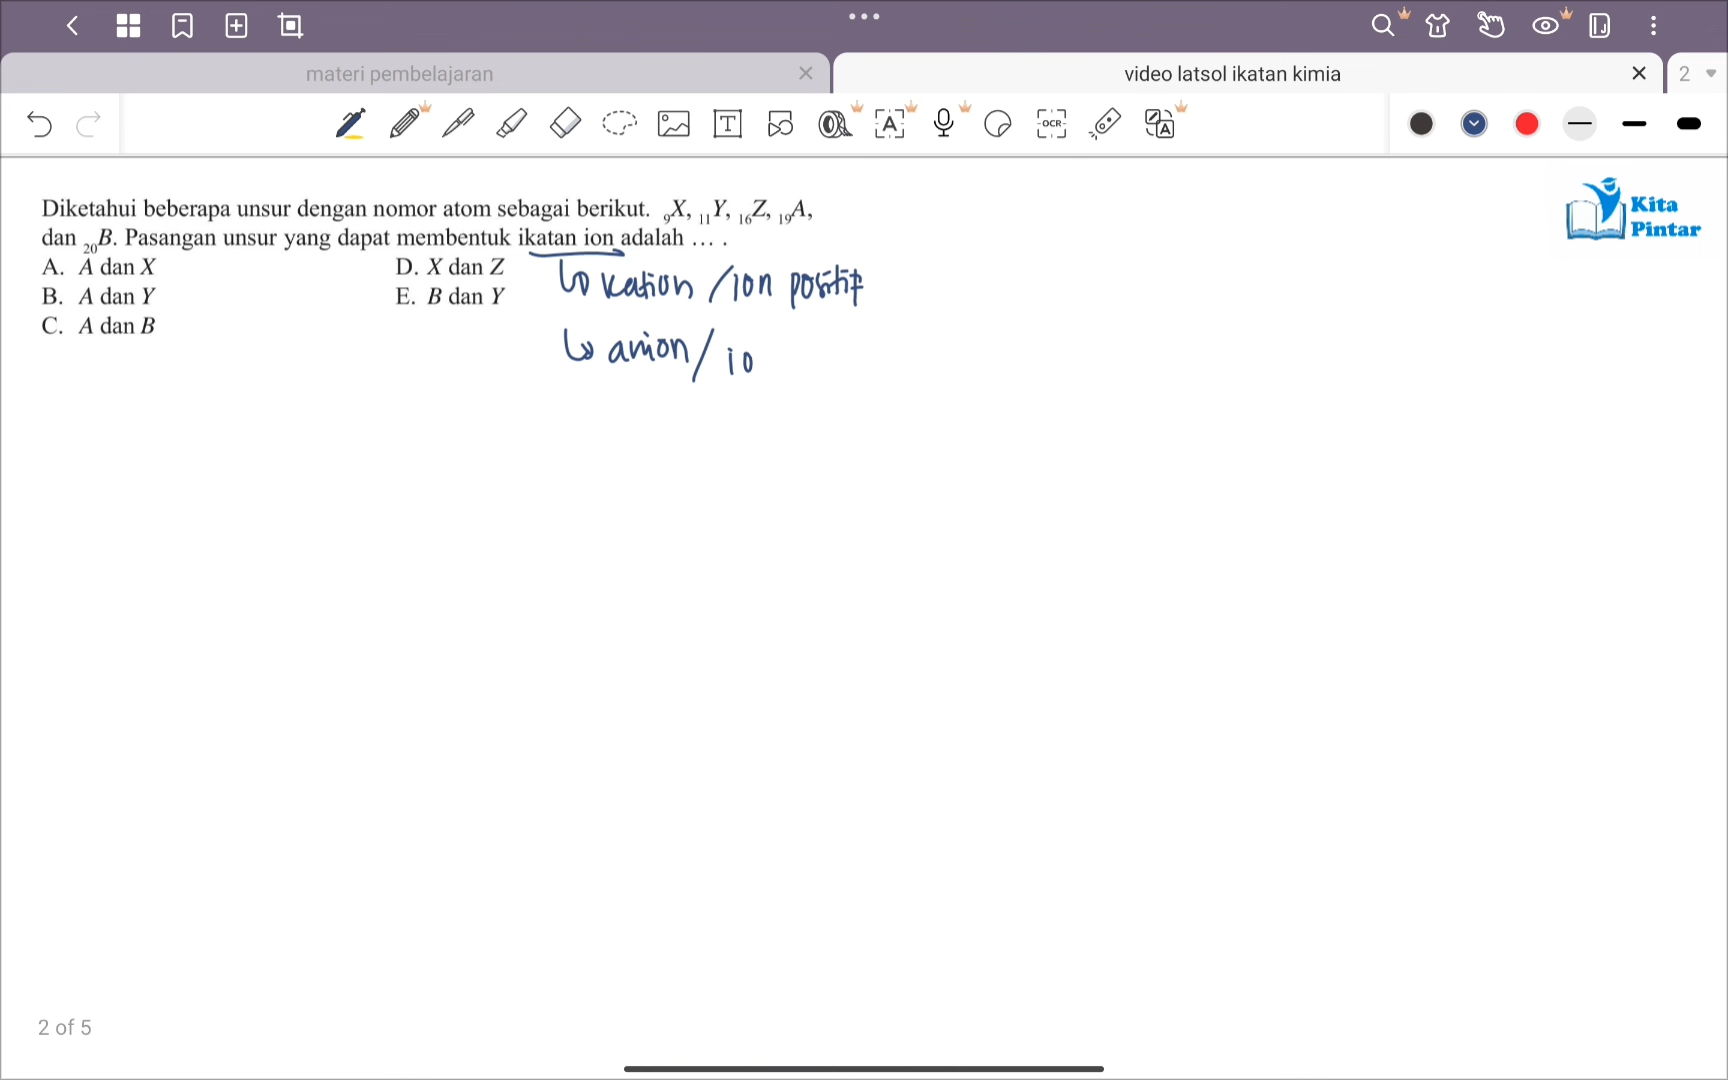 materi pembelajaran
video latsol ikatan kimia
2
T
A
OCR
A
Diketahui beberapa unsur dengan nomor atom sebagai berikut. ₉X, ₁₁Y, ₁₆Z, ₁₉A,
dan ₂₀B. Pasangan unsur yang dapat membentuk ikatan ion adalah ... .
A. A dan X
B. A dan Y
C. A dan B
D. X dan Z
E. B dan Y
↳ kation / ion positif
↳ anion / io
Kita
Pintar
2 of 5